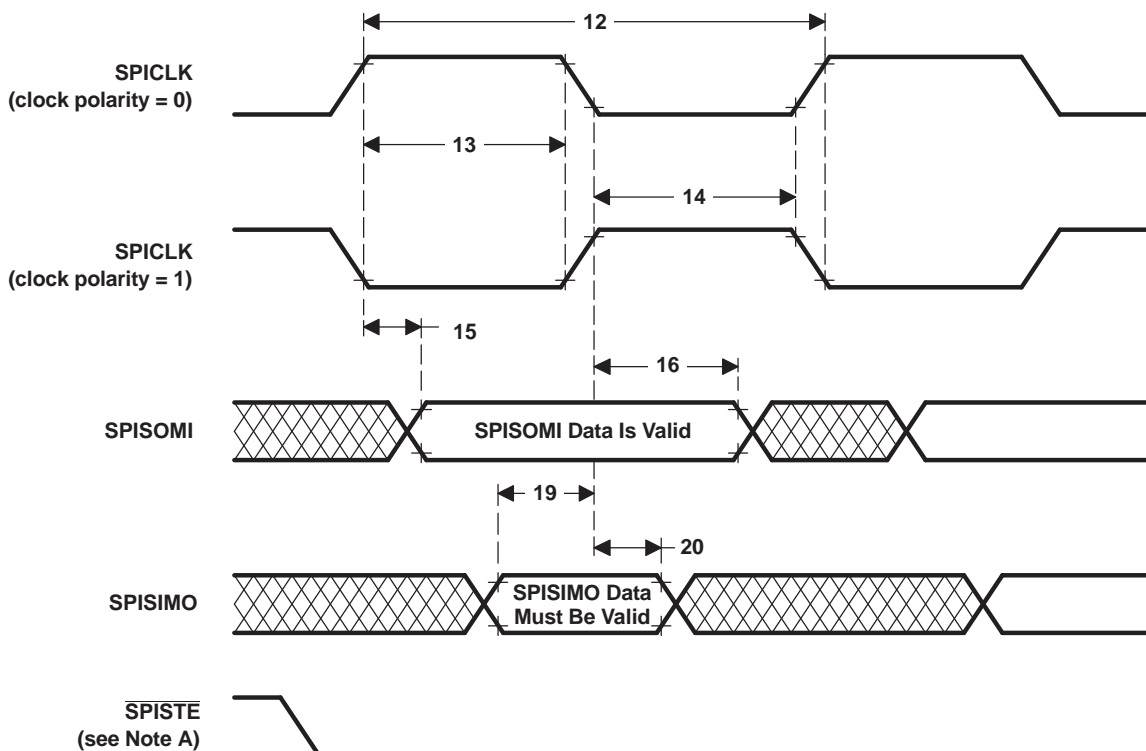 12
SPICLK
(clock polarity = 0)
13
14
SPICLK
(clock polarity = 1)
15
16
SPISOMI
SPISOMI Data Is Valid
19
20
SPISIMO
SPISIMO Data
Must Be Valid
SPISTE
(see Note A)